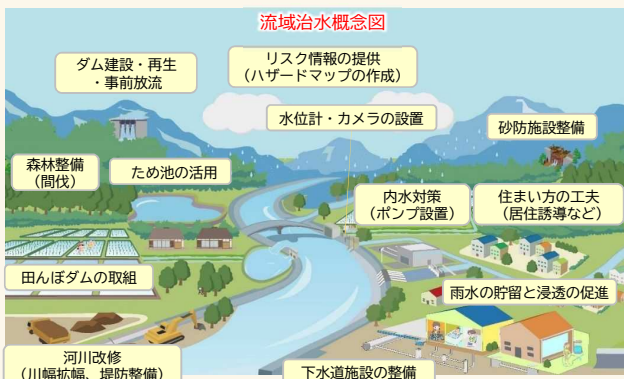 流域治水概念図
ダム建設・再生
・事前放流
リスク情報の提供
（ハザードマップの作成）
水位計・カメラの設置
砂防施設整備
森林整備
（間伐）
ため池の活用
内水対策
（ポンプ設置）
住まい方の工夫
（居住誘導など）
田んぼダムの取組
雨水の貯留と浸透の促進
河川改修
（川幅拡幅、堤防整備）
下水道施設の整備